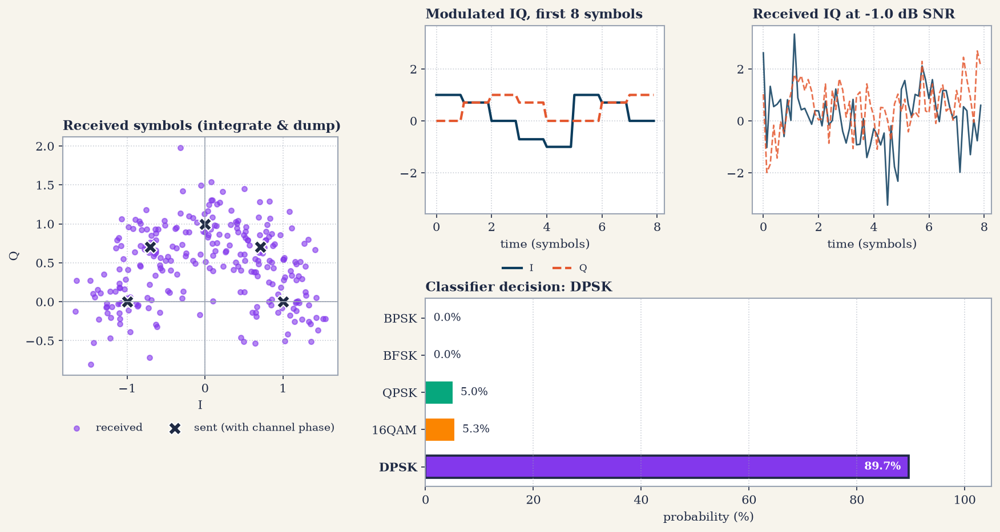 Received symbols (integrate & dump)
2.0
1.5
1.0
0.5
0.0
−0.5
Q
−1
0
1
I
received
sent (with channel phase)
Modulated IQ, first 8 symbols
2
0
−2
0
2
4
6
8
time (symbols)
I
Q
Received IQ at -1.0 dB SNR
2
0
−2
0
2
4
6
8
time (symbols)
Classifier decision: DPSK
BPSK
0.0%
BFSK
0.0%
QPSK
5.0%
16QAM
5.3%
DPSK
89.7%
0
20
40
60
80
100
probability (%)